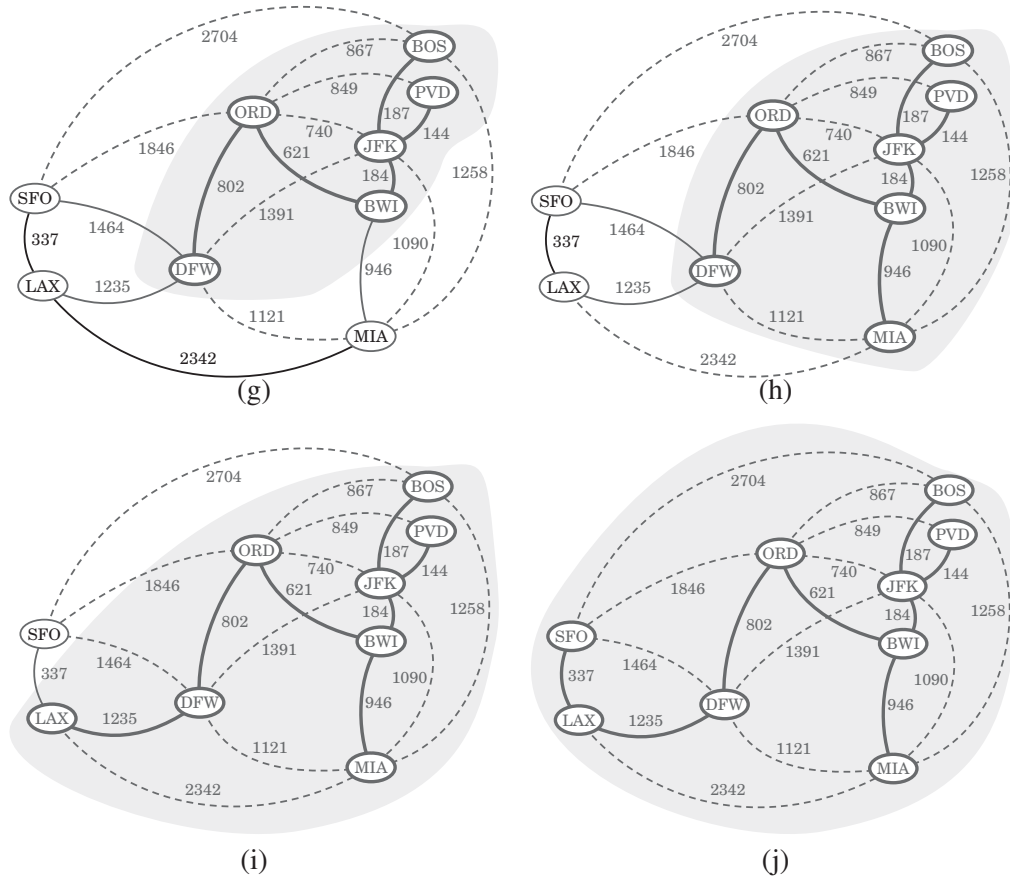 2704
BOS
867
PVD
849
ORD
187
144
740
JFK
1846
621
184
1258
802
SFO
1391
BWI
1464
337
1090
DFW
946
LAX
1235
1121
MIA
2342
(g)
2704
BOS
867
PVD
849
ORD
187
144
740
JFK
1846
621
184
1258
802
SFO
1391
BWI
1464
337
1090
DFW
946
LAX
1235
1121
MIA
2342
(h)
2704
BOS
867
PVD
849
ORD
187
144
740
JFK
1846
621
184
1258
802
SFO
1391
BWI
1464
337
1090
DFW
946
LAX
1235
1121
MIA
2342
(i)
2704
BOS
867
PVD
849
ORD
187
144
740
JFK
1846
621
184
1258
802
SFO
1391
BWI
1464
337
1090
DFW
946
LAX
1235
1121
MIA
2342
(j)